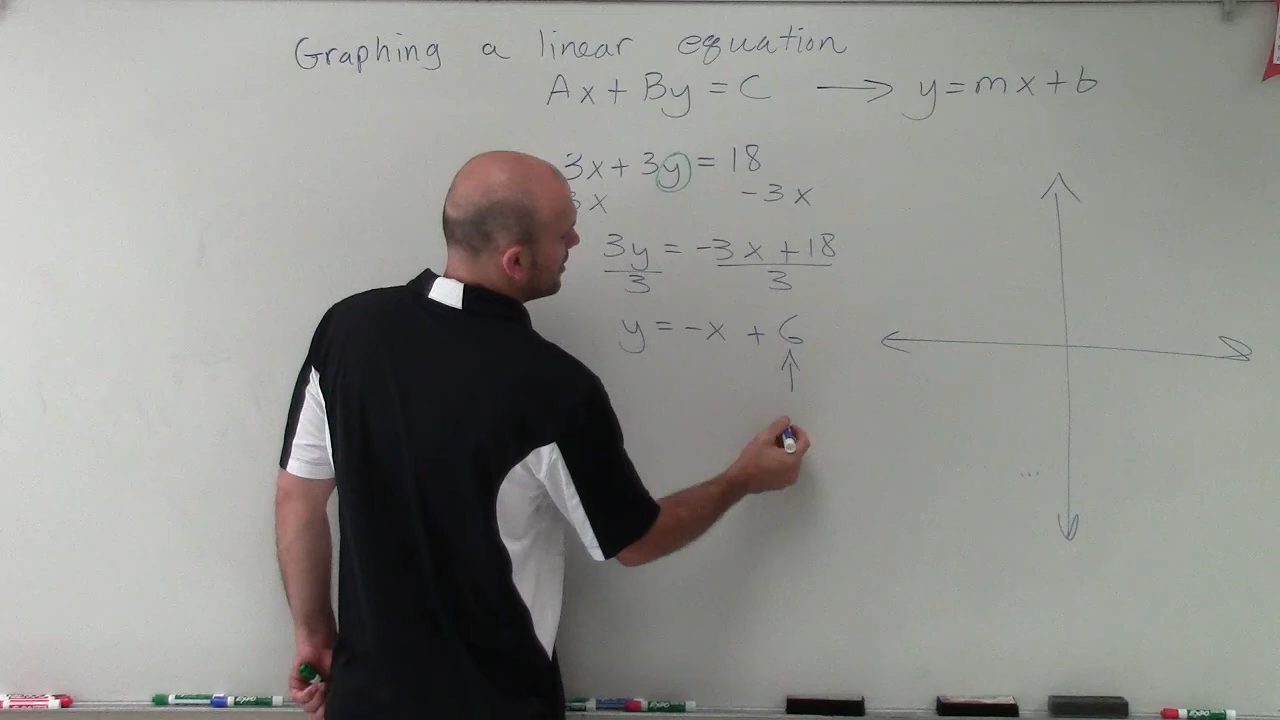 Graphing a linear equation
Ax + By = C → y = mx + b
3x + 3y = 18
3x -3x
3y = -3x + 18
3 3
y = -x + 6